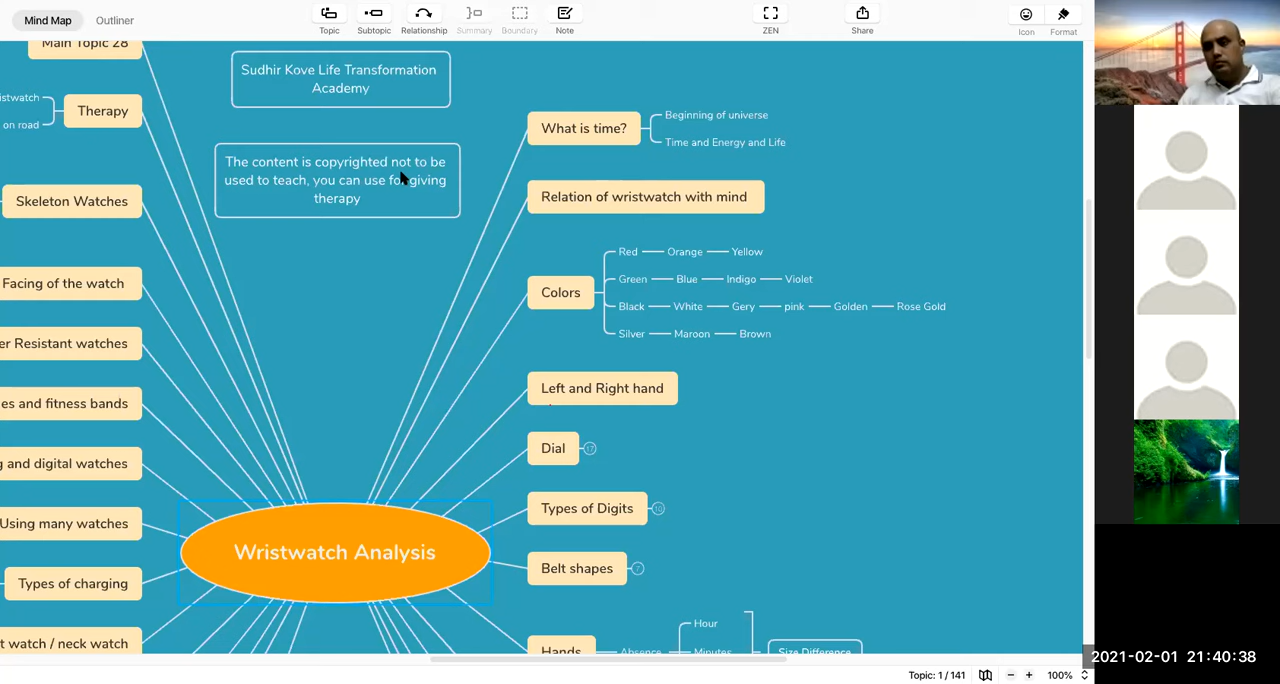 Mind Map
Outliner
Topic
Subtopic
Relationship
Summary
Boundary
Note
ZEN
Share
Icon
Format
Main Topic 28
Sudhir Kove Life Transformation
Academy
istwatch
on road
Therapy
The content is copyrighted not to be
used to teach, you can use for giving
therapy
What is time?
Beginning of universe
Time and Energy and Life
Skeleton Watches
Relation of wristwatch with mind
Facing of the watch
Colors
Red
Orange
Yellow
Green
Blue
Indigo
Violet
Black
White
Gery
pink
Golden
Rose Gold
Silver
Maroon
Brown
er Resistant watches
es and fitness bands
Left and Right hand
g and digital watches
Dial
17
Using many watches
Types of Digits
Wristwatch Analysis
Types of charging
Belt shapes
7
t watch / neck watch
Hands
Absence
Hour
Minutes
Size Difference
Topic: 1 / 141
100%
2021-02-01 21:40:38